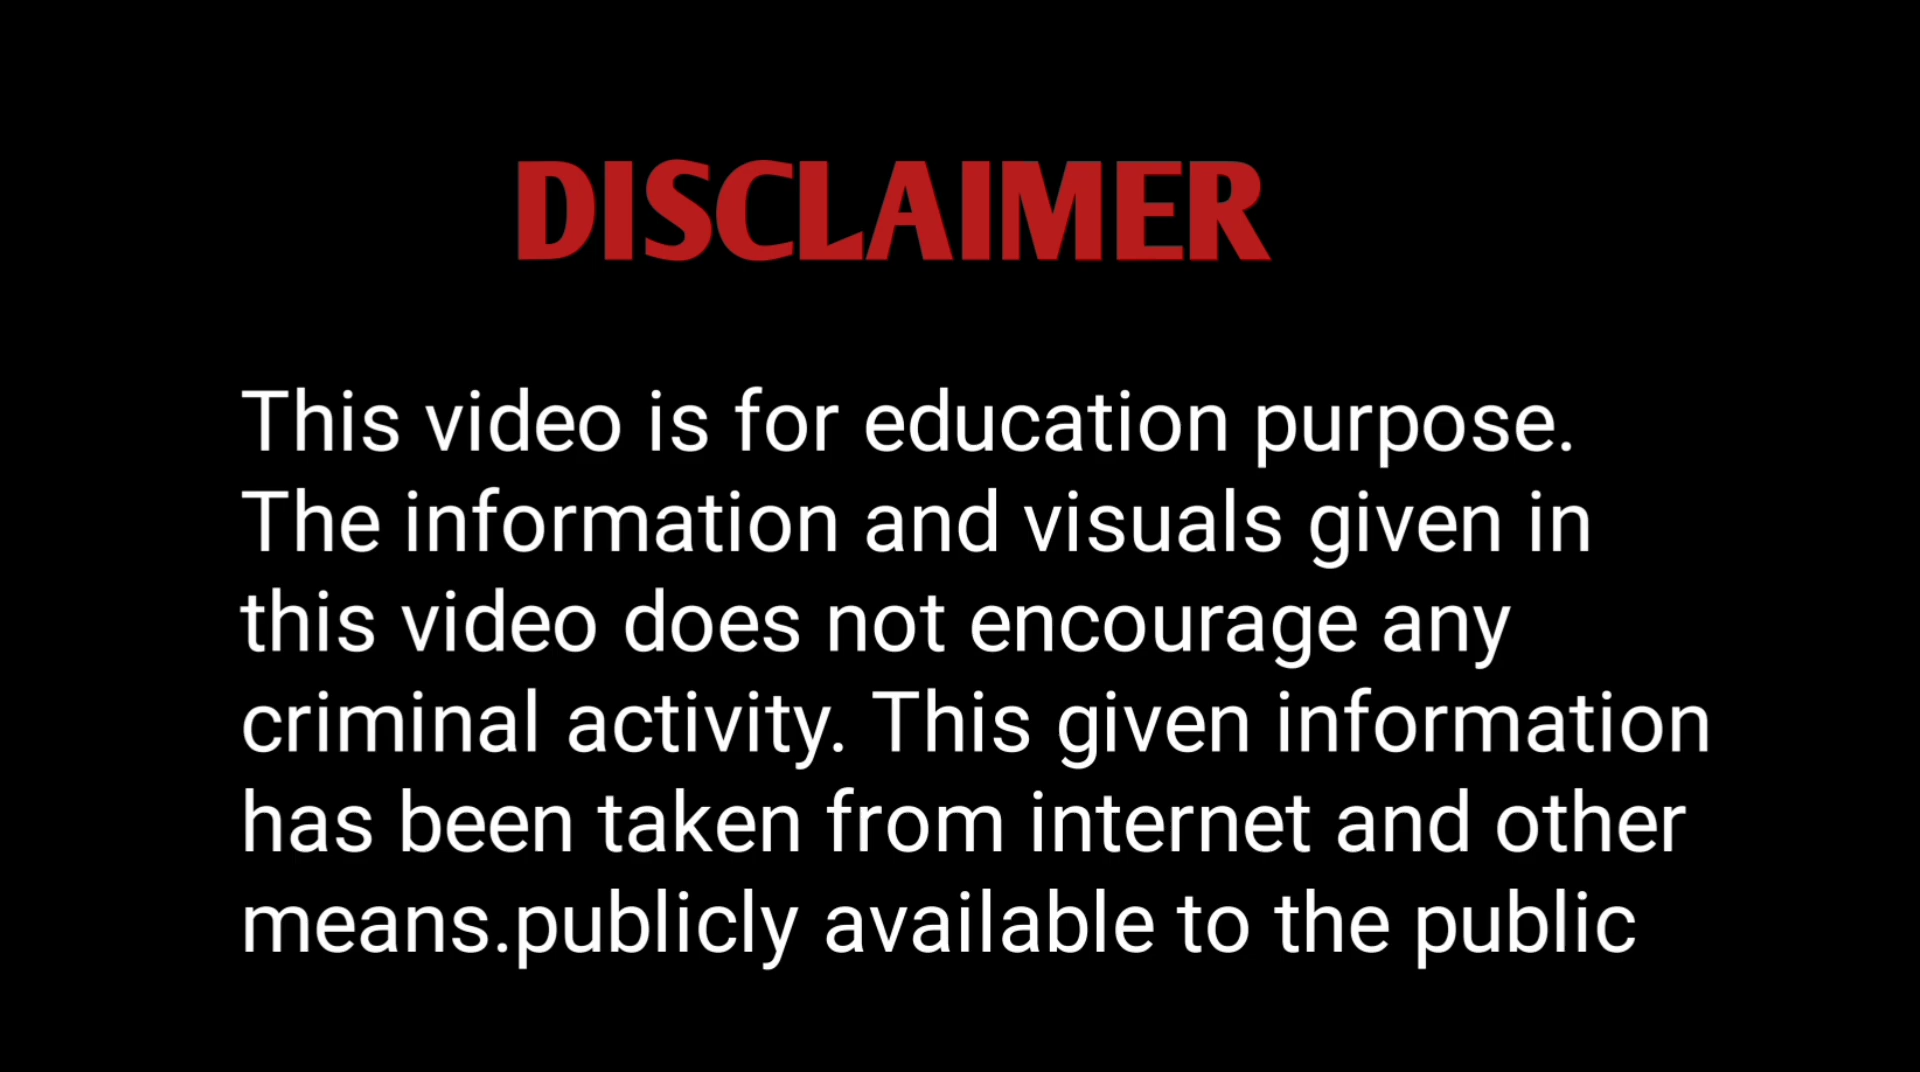 DISCLAIMER
This video is for education purpose.
The information and visuals given in
this video does not encourage any
criminal activity. This given information
has been taken from internet and other
means.publicly available to the public